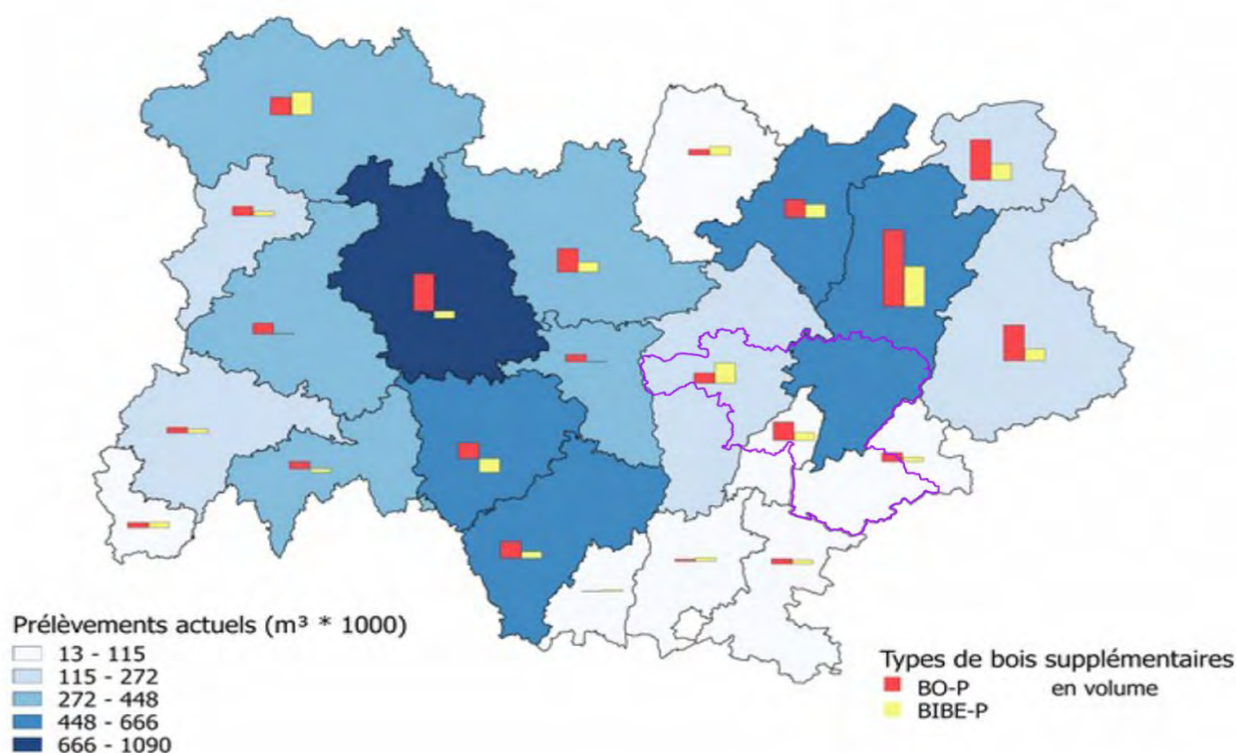 Prélèvements actuels (m³ * 1000)
13 - 115
115 - 272
272 - 448
448 - 666
666 - 1090
Types de bois supplémentaires
en volume
BO-P
BIBE-P